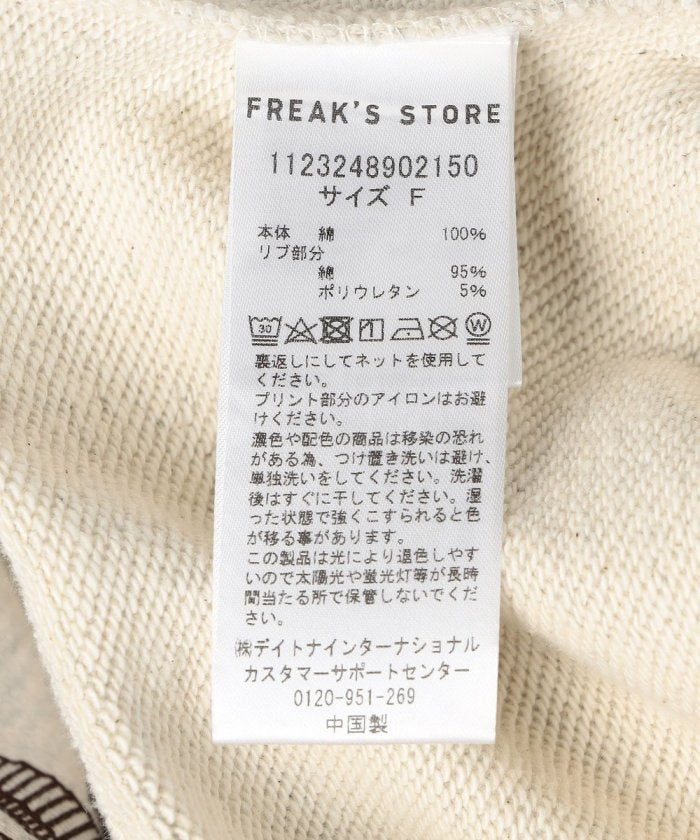 FREAK'S STORE
1123248902150
サイズ F
本体 綿 100%
リブ部分
綿 95%
ポリウレタン 5%
30 W
裏返しにしてネットを使用して
ください。
プリント部分のアイロンはお避
けください。
濃色や配色の商品は移染の恐れ
がある為、つけ置き洗いは避け、
単独洗いをしてください。洗濯
後はすぐに干してください。湿
った状態で強くこすられると色
が移る事があります。
この製品は光により退色しやす
いので太陽光や蛍光灯等が長時
間当たる所で保管しないでくだ
さい。
㈱デイトナインターナショナル
カスタマーサポートセンター
0120-951-269
中国製